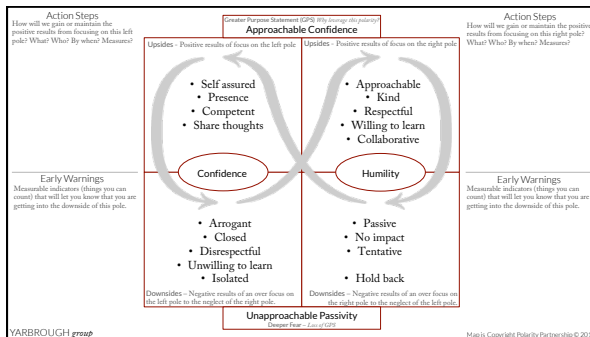 Action Steps
How will we gain or maintain the
positive results from focusing on this left
pole? What? Who? By when? Measures?
Greater Purpose Statement (GPS) Why leverage this polarity?
Approachable Confidence
Upsides – Positive results of focus on the left pole
Upsides – Positive results of focus on the right pole
Action Steps
How will we gain or maintain the positive
results from focusing on this right pole?
What? Who? By when? Measures?
• Self assured
• Presence
• Competent
• Share thoughts
• Approachable
• Kind
• Respectful
• Willing to learn
• Collaborative
Confidence
Humility
Early Warnings
Measurable indicators (things you can
count) that will let you know that you are
getting into the downside of this pole.
Early Warnings
Measurable indicators (things you can
count) that will let you know that you are
getting into the downside of this pole.
• Arrogant
• Closed
• Disrespectful
• Unwilling to learn
• Isolated
• Passive
• No impact
• Tentative
• Hold back
Downsides – Negative results of an over focus on
the left pole to the neglect of the right pole.
Downsides – Negative results of an over focus on
the right pole to the neglect of the left pole.
Unapproachable Passivity
Deeper Fear – Loss of GPS
YARBROUGH group
Map is Copyright Polarity Partnership © 201